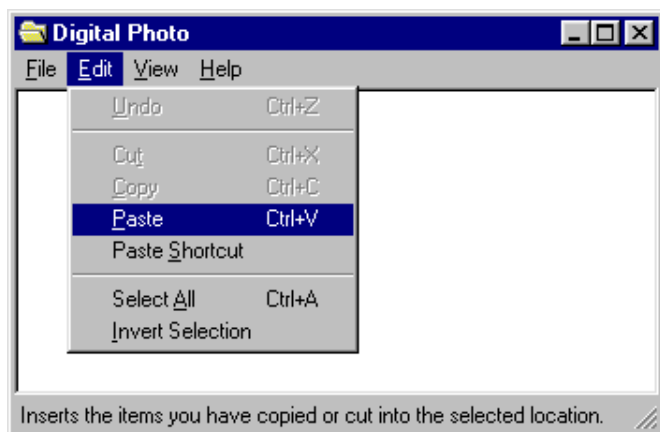 Digital Photo
File Edit View Help
Undo Ctrl+Z
Cut Ctrl+X
Copy Ctrl+C
Paste Ctrl+V
Paste Shortcut
Select All Ctrl+A
Invert Selection
Inserts the items you have copied or cut into the selected location.